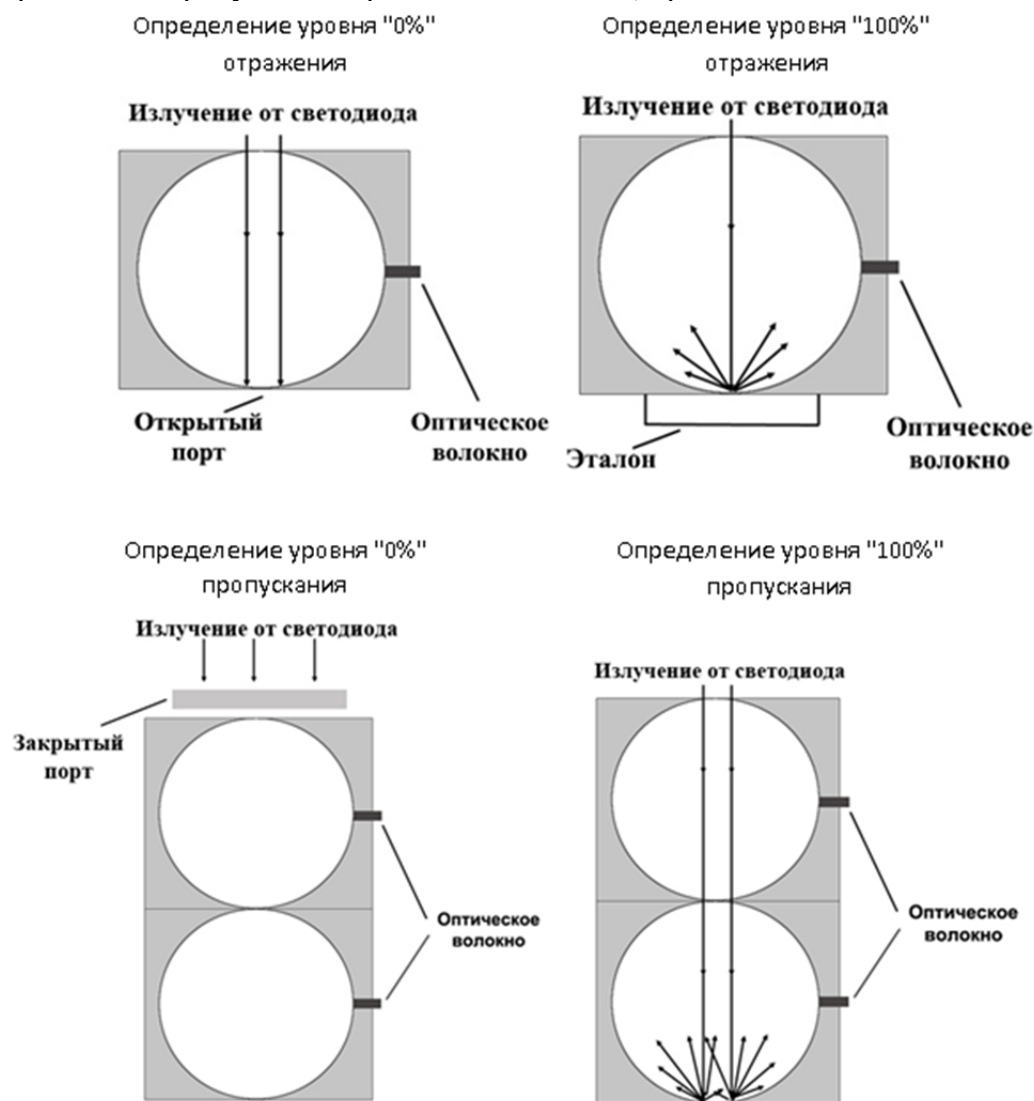 Определение уровня "0%"
отражения
Излучение от светодиода
Открытый
порт
Оптическое
волокно
Определение уровня "100%"
отражения
Излучение от светодиода
Эталон
Оптическое
волокно
Определение уровня "0%"
пропускания
Излучение от светодиода
Закрытый
порт
Оптическое
волокно
Определение уровня "100%"
пропускания
Излучение от светодиода
Оптическое
волокно